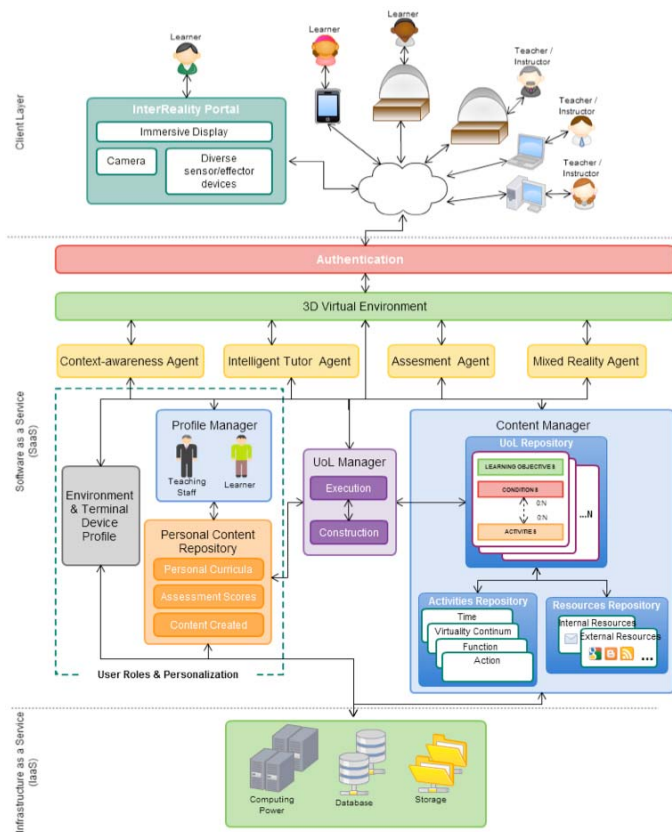 Learner
Learner
Learner
Teacher /
Instructor
Teacher /
Instructor
Teacher /
Instructor
Client Layer
InterReality Portal
Immersive Display
Camera
Diverse
sensor/effector
devices
Authentication
3D Virtual Environment
Context-awareness Agent
Intelligent Tutor Agent
Assesment Agent
Mixed Reality Agent
Software as a Service
(SaaS)
Profile Manager
Teaching
Staff
Learner
Environment
& Terminal
Device
Profile
Personal Content
Repository
Personal Curricula
Assessment Scores
Content Created
User Roles & Personalization
UoL Manager
Execution
Construction
Content Manager
UoL Repository
LEARNING OBJECTIVE S
CONDITION S
0:N
0:N
ACTIVITIE S
...N
Activities Repository
Time
Virtuality Continum
Function
Action
Resources Repository
Internal Resources
External Resources
...
Infrastructure as a Service
(IaaS)
Computing
Power
Database
Storage